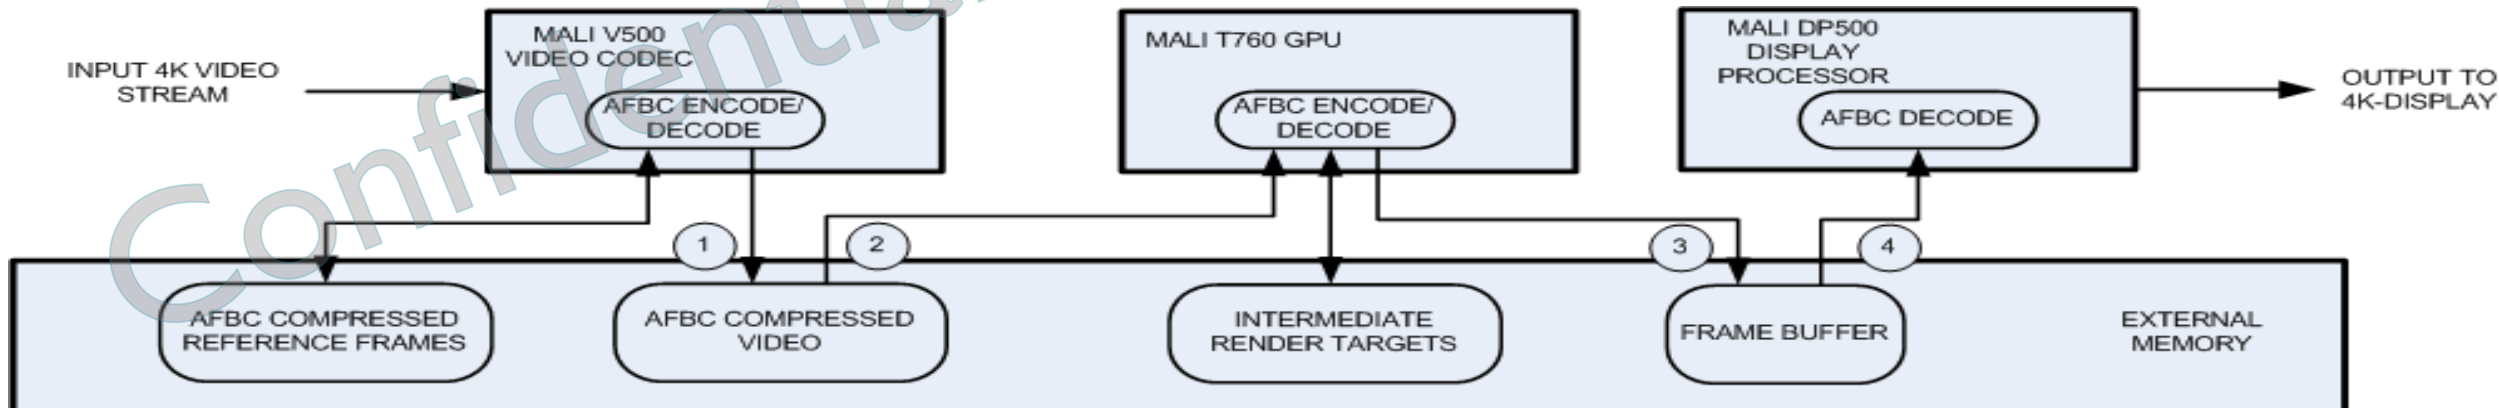 Confidential
INPUT 4K VIDEO
STREAM
MALI V500
VIDEO CODEC
AFBC ENCODE/
DECODE
MALI T760 GPU
AFBC ENCODE/
DECODE
MALI DP500
DISPLAY
PROCESSOR
AFBC DECODE
OUTPUT TO
4K-DISPLAY
1
2
3
4
AFBC COMPRESSED
REFERENCE FRAMES
AFBC COMPRESSED
VIDEO
INTERMEDIATE
RENDER TARGETS
FRAME BUFFER
EXTERNAL
MEMORY